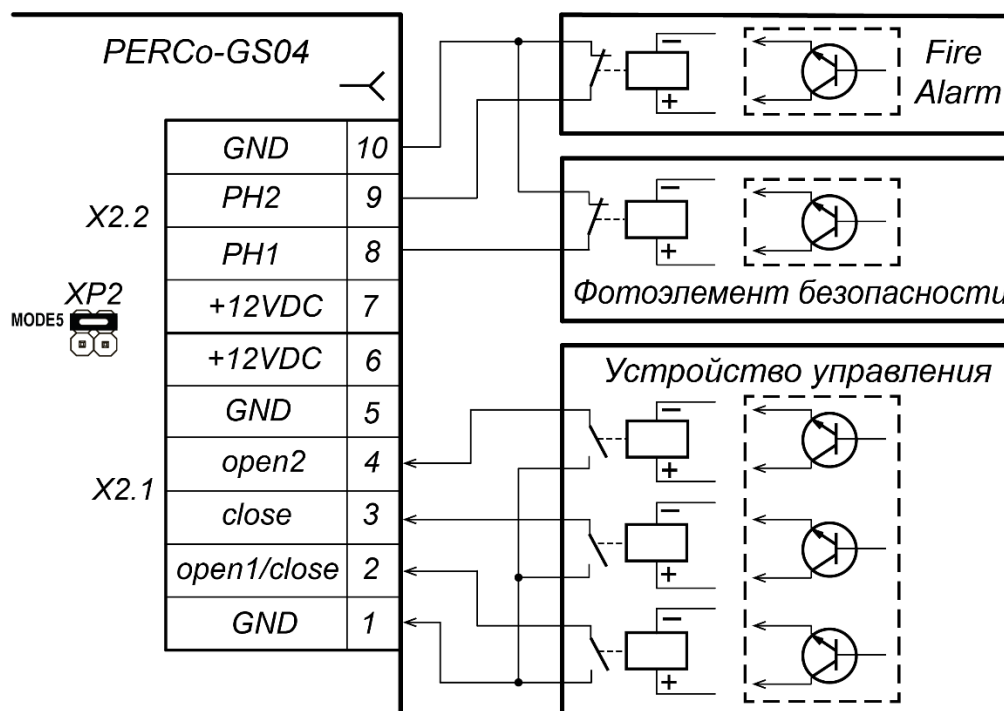 PERCo-GS04
X2.2
GND 10
PH2 9
PH1 8
+12VDC 7
XP2
MODE5
X2.1
+12VDC 6
GND 5
open2 4
close 3
open1/close 2
GND 1
Fire
Alarm
−
+
Фотоэлемент безопасности
−
+
Устройство управления
−
+
−
+
−
+